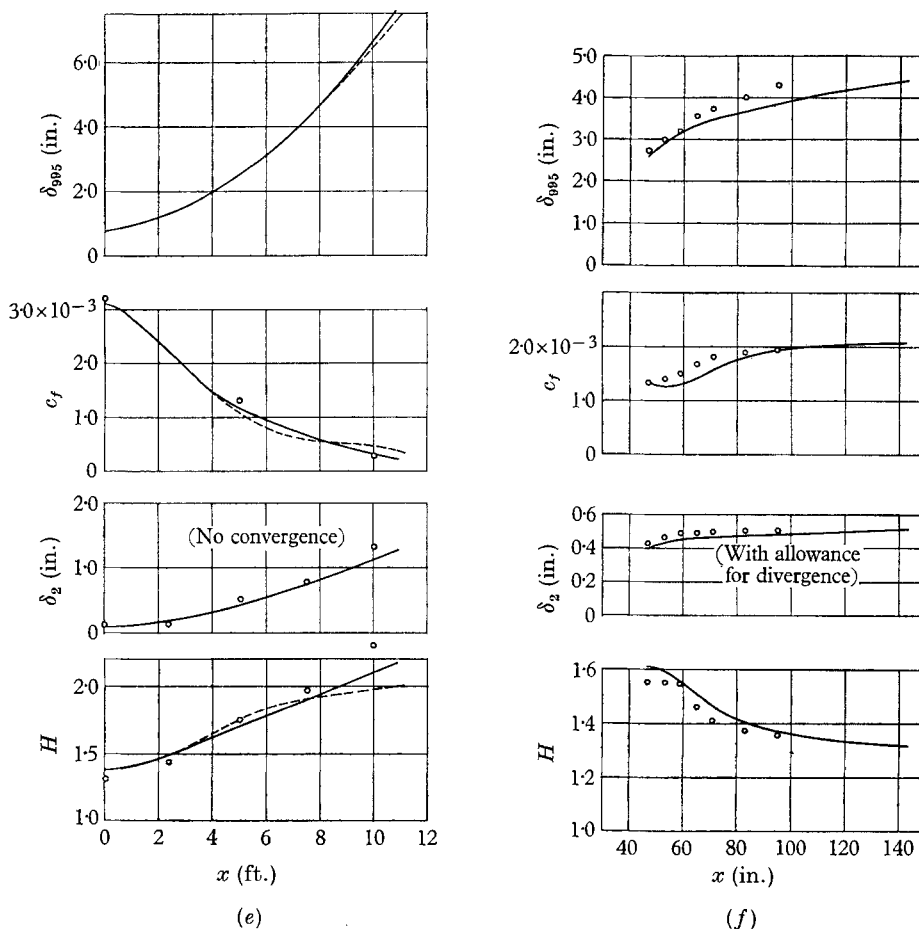 6·0
4·0
2·0
0
δ995 (in.)
3·0×10−3
2·0
1·0
0
cf
2·0
1·0
0
δ2 (in.)
(No convergence)
2·0
1·5
1·0
H
0 2 4 6 8 10 12
x (ft.)
(e)
5·0
4·0
3·0
2·0
1·0
0
δ995 (in.)
2·0×10−3
1·0
0
cf
0·6
0·4
0·2
0
δ2 (in.)
(With allowance
for divergence)
1·6
1·4
1·2
1·0
H
40 60 80 100 120 140
x (in.)
(f)